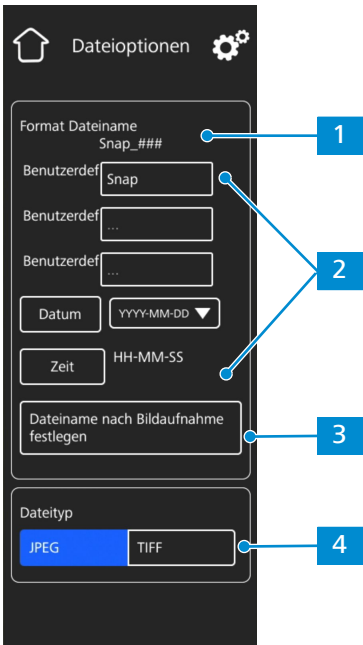 Dateioptionen
Format Dateiname
Snap_###
1
Benutzerdef
Snap
Benutzerdef
...
2
Benutzerdef
...
Datum
YYYY-MM-DD
Zeit
HH-MM-SS
Dateiname nach Bildaufnahme
festlegen
3
Dateityp
JPEG
TIFF
4